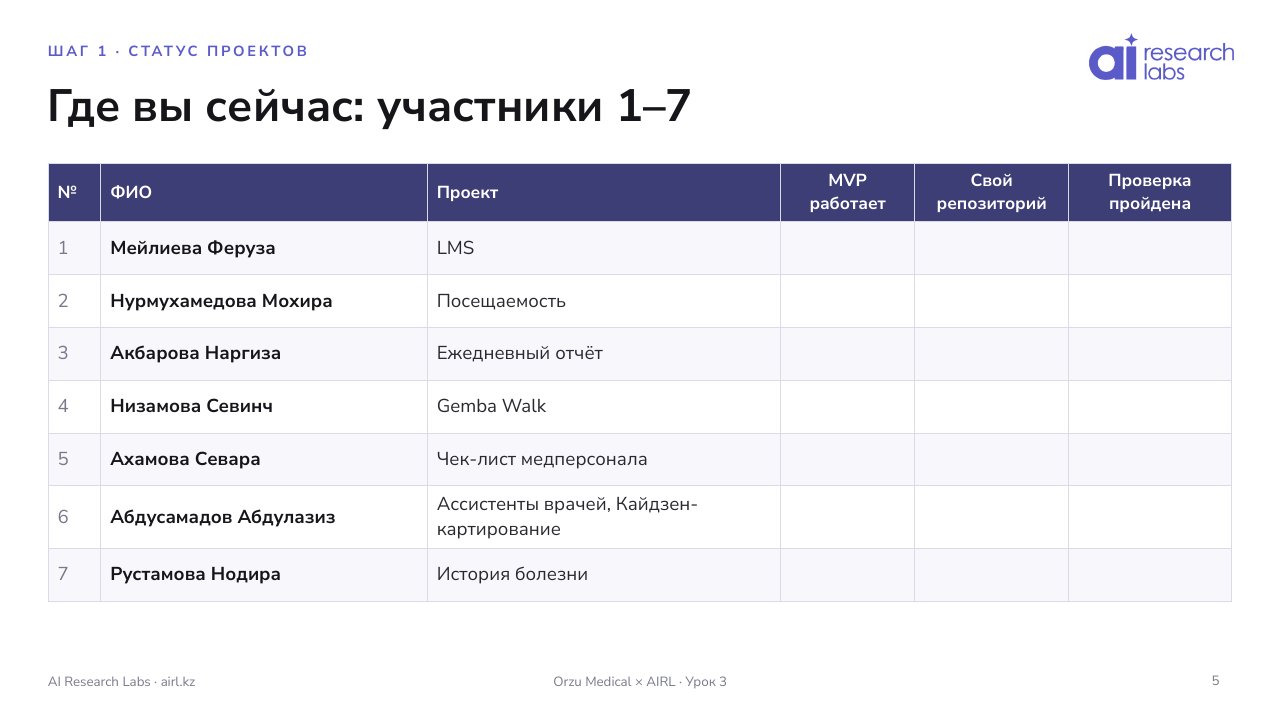 ШАГ 1 · СТАТУС ПРОЕКТОВ
ai research
labs
Где вы сейчас: участники 1–7
№ ФИО Проект MVP работает Свой репозиторий Проверка пройдена
1 Мейлиева Феруза LMS
2 Нурмухамедова Мохира Посещаемость
3 Акбарова Наргиза Ежедневный отчёт
4 Низамова Севинч Gemba Walk
5 Ахамова Севара Чек-лист медперсонала
6 Абдусамадов Абдулазиз Ассистенты врачей, Кайдзен-
картирование
7 Рустамова Нодира История болезни
AI Research Labs · airl.kz Orzu Medical × AIRL · Урок 3 5